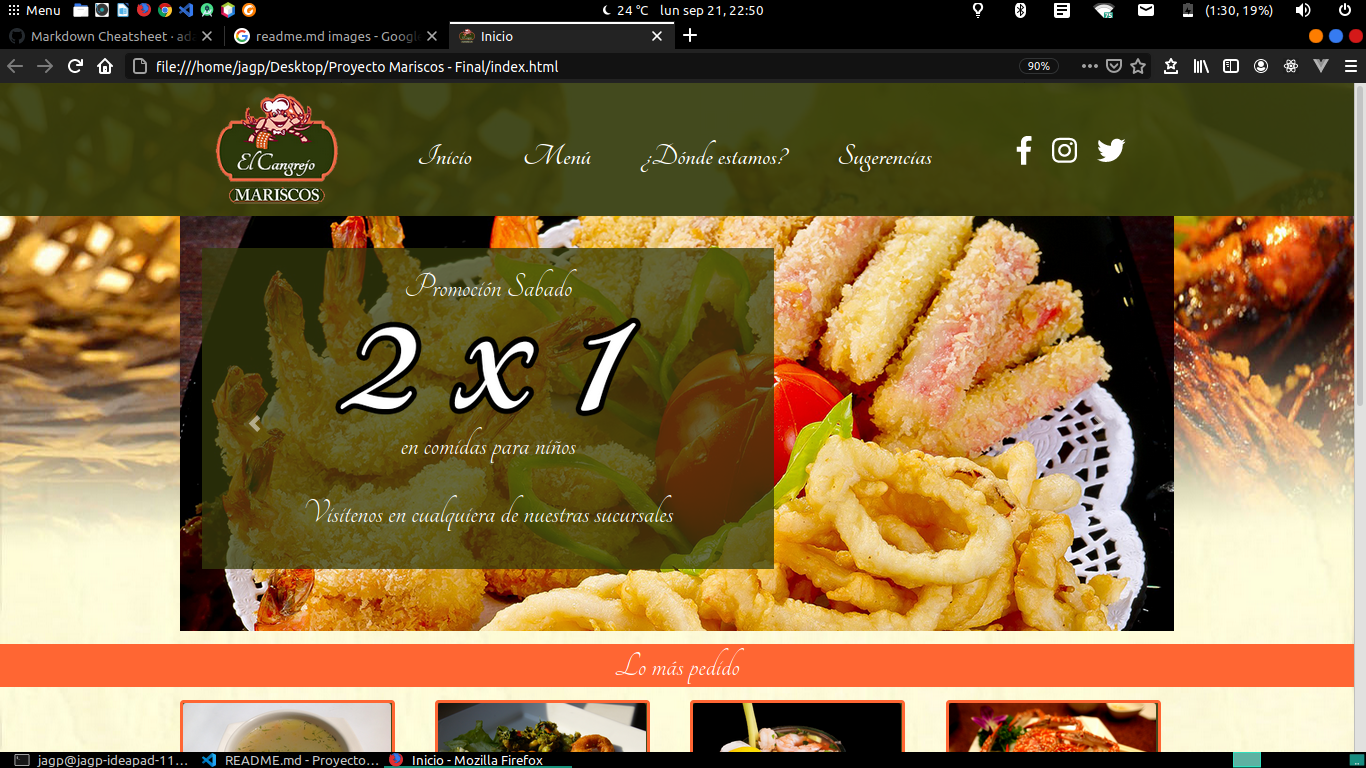 Menu
24 °C lun sep 21, 22:50
(1:30, 19%)
Markdown Cheatsheet · ad
readme.md images - Googl
Inicio
file:///home/jagp/Desktop/Proyecto Mariscos - Final/index.html
90%
El Cangrejo
MARISCOS
Inicio
Menú
¿Dónde estamos?
Sugerencias
Promoción Sabado
2 x 1
en comidas para niños
Visítenos en cualquiera de nuestras sucursales
Lo más pedido
jagp@jagp-ideapad-11...
README.md - Proyecto...
Inicio - Mozilla Firefox